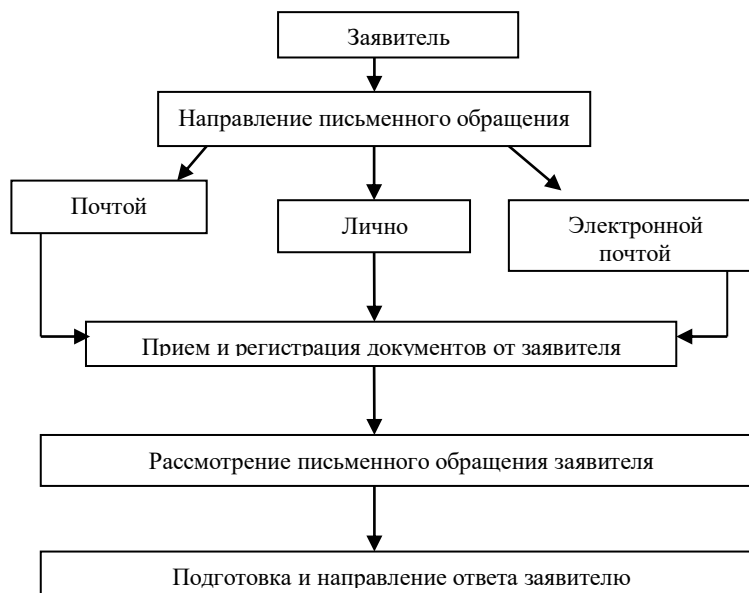 Заявитель
Направление письменного обращения
Почтой
Лично
Электронной
почтой
Прием и регистрация документов от заявителя
Рассмотрение письменного обращения заявителя
Подготовка и направление ответа заявителю